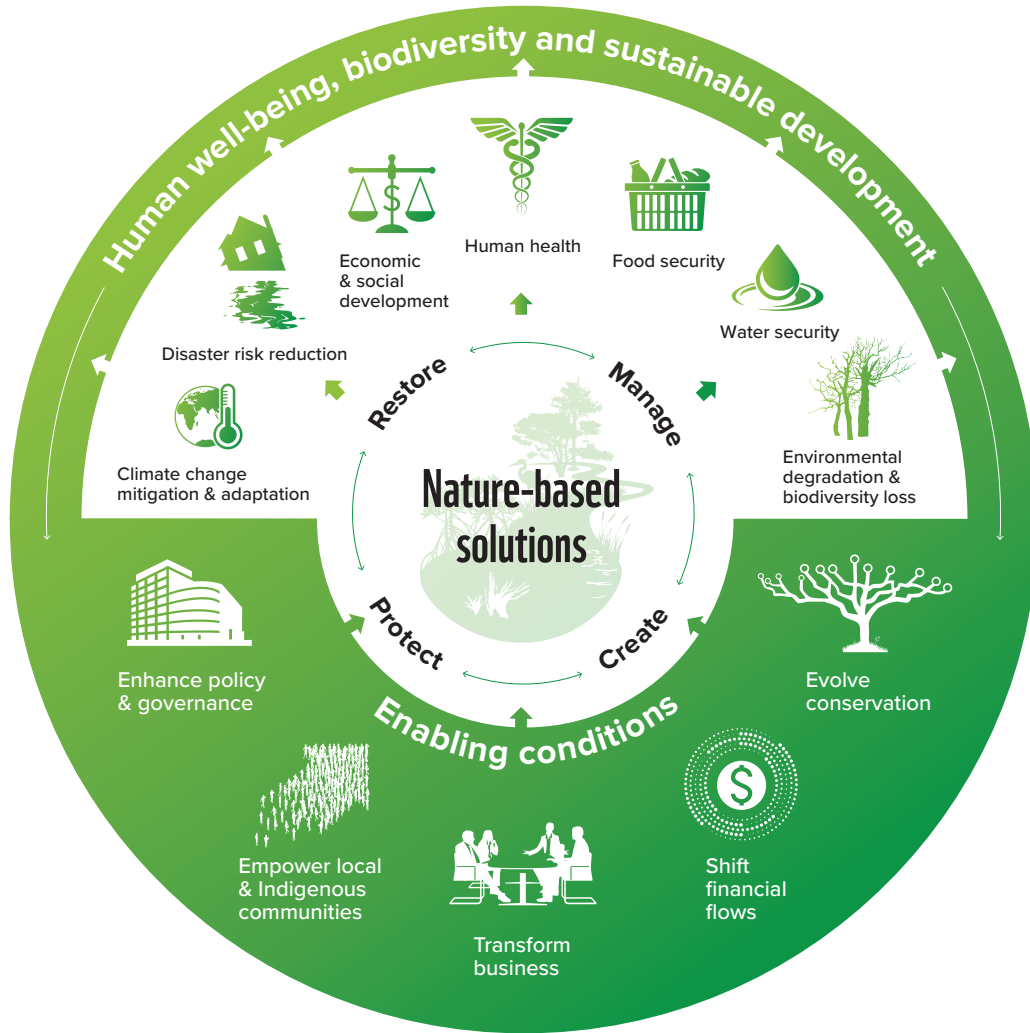 Human well-being, biodiversity and sustainable development
Human health
Economic
& social
development
Food security
Disaster risk reduction
Water security
Climate change
mitigation & adaptation
Environmental
degradation &
biodiversity loss
Restore
Manage
Nature-based
solutions
Protect
Create
Enabling conditions
Enhance policy
& governance
Evolve
conservation
Empower local
& Indigenous
communities
Transform
business
Shift
financial
flows